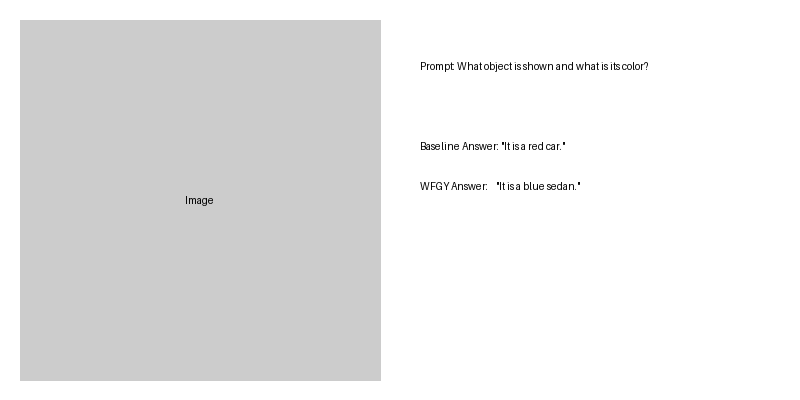 Image
Prompt: What object is shown and what is its color?
Baseline Answer: "It is a red car."
WFGY Answer: "It is a blue sedan."